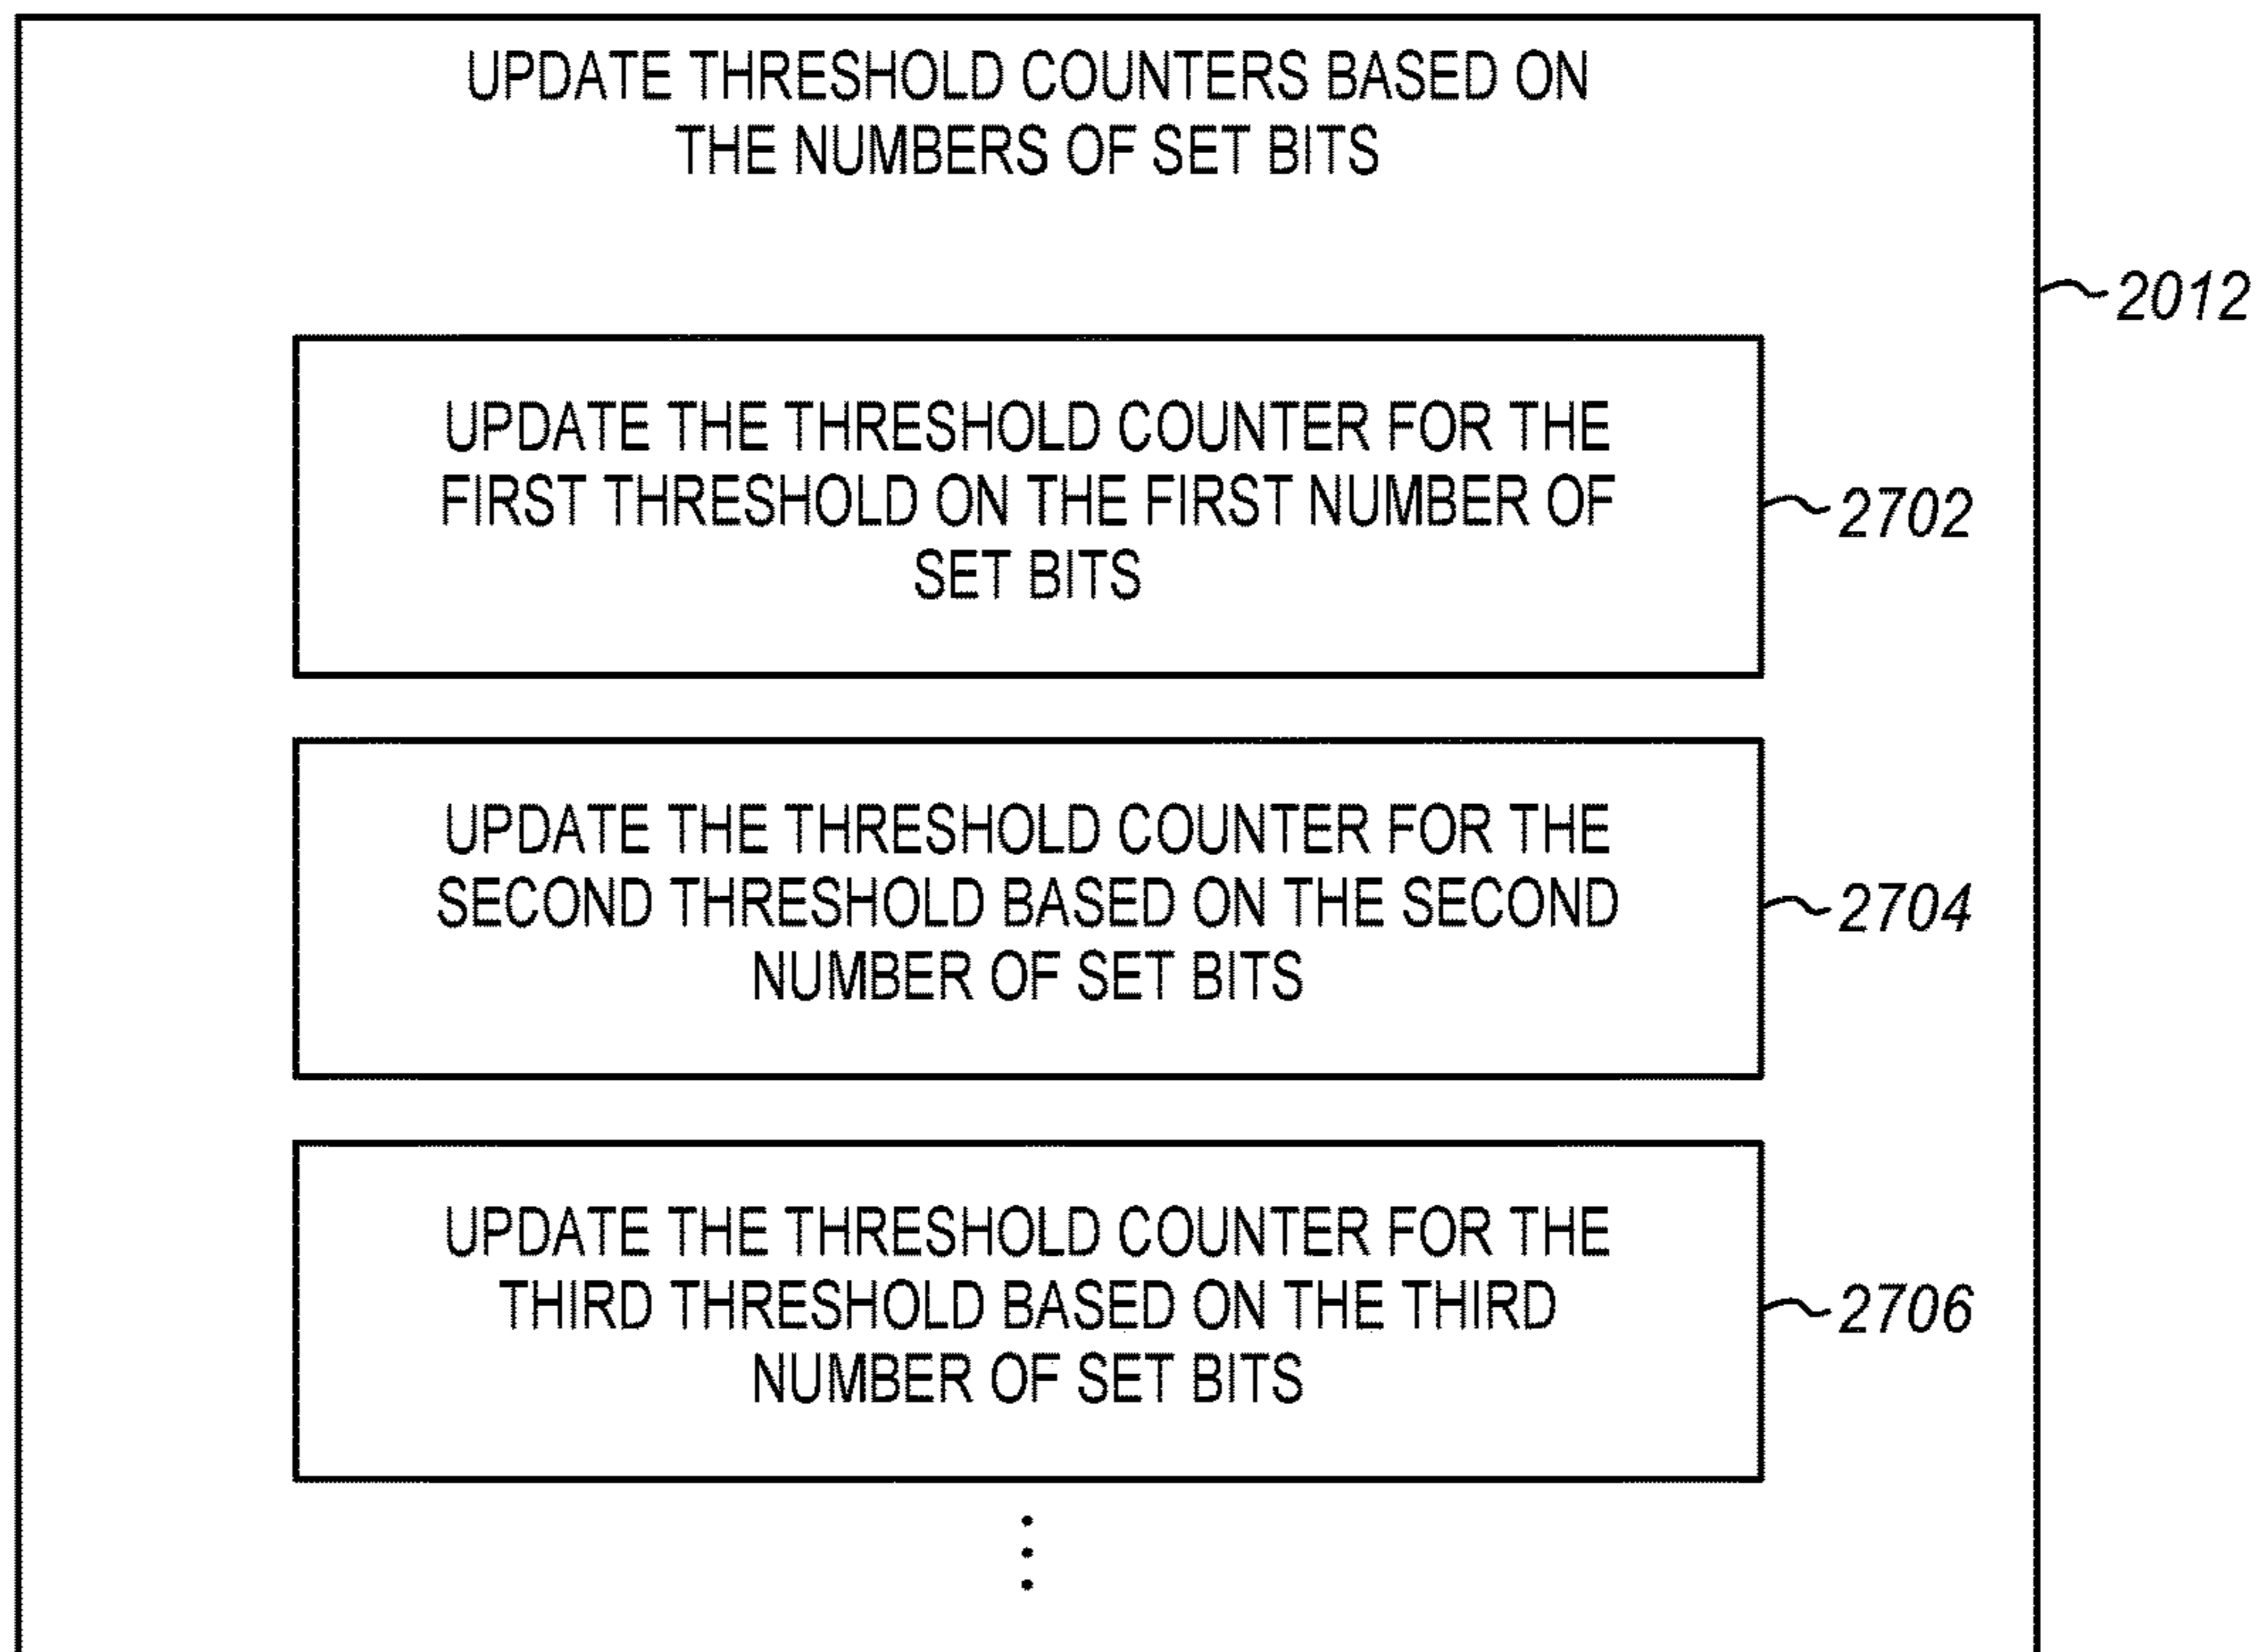 UPDATE THRESHOLD COUNTERS BASED ON
THE NUMBERS OF SET BITS
2012
UPDATE THE THRESHOLD COUNTER FOR THE
FIRST THRESHOLD ON THE FIRST NUMBER OF
SET BITS
2702
UPDATE THE THRESHOLD COUNTER FOR THE
SECOND THRESHOLD BASED ON THE SECOND
NUMBER OF SET BITS
2704
UPDATE THE THRESHOLD COUNTER FOR THE
THIRD THRESHOLD BASED ON THE THIRD
NUMBER OF SET BITS
2706